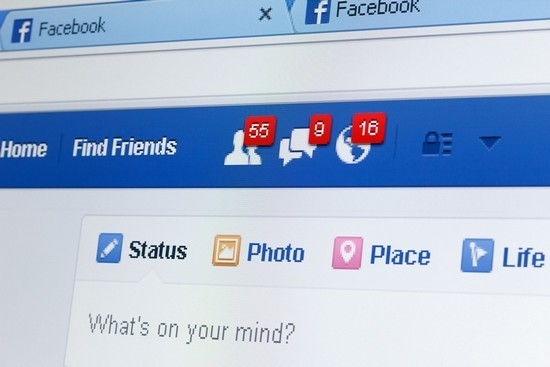 Facebook
Facebook
Home Find Friends 55 9 16
Status Photo Place Life
What's on your mind?